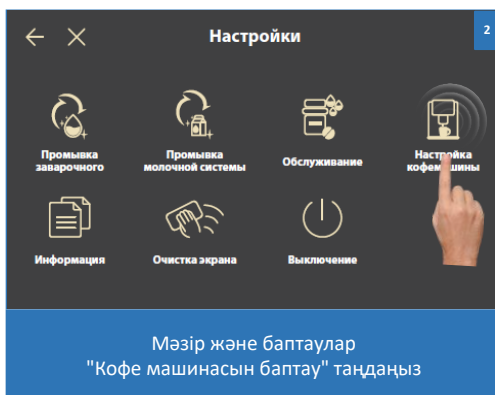 Настройки
2
Промывка
заварочного
Промывка
молочной системы
Обслуживание
Настройка
кофемашины
Информация
Очистка экрана
Выключение
Мәзір және баптаулар
"Кофе машинасын баптау" таңдаңыз